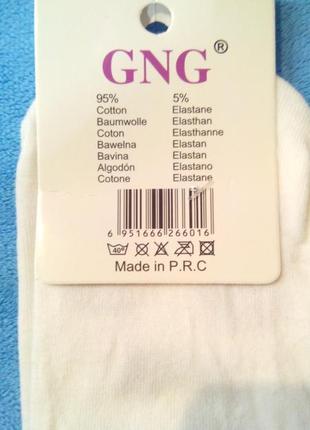 GNG ®
95% 5%
Cotton Elastane
Baumwolle Elasthan
Coton Elasthanne
Bawelna Elastan
Bavina Elastan
Algodón Elastano
Cotone Elastane
6 951666 266016
40°
Made in P.R.C